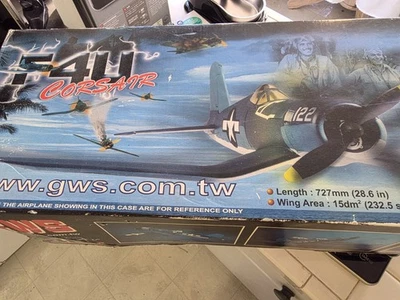 F4U
CORSAIR
122
www.gws.com.tw
Length : 727mm (28.6 in)
Wing Area : 15dm² (232.5 s
THE AIRPLANE SHOWING IN THIS CASE ARE FOR REFERENCE ONLY
GWS